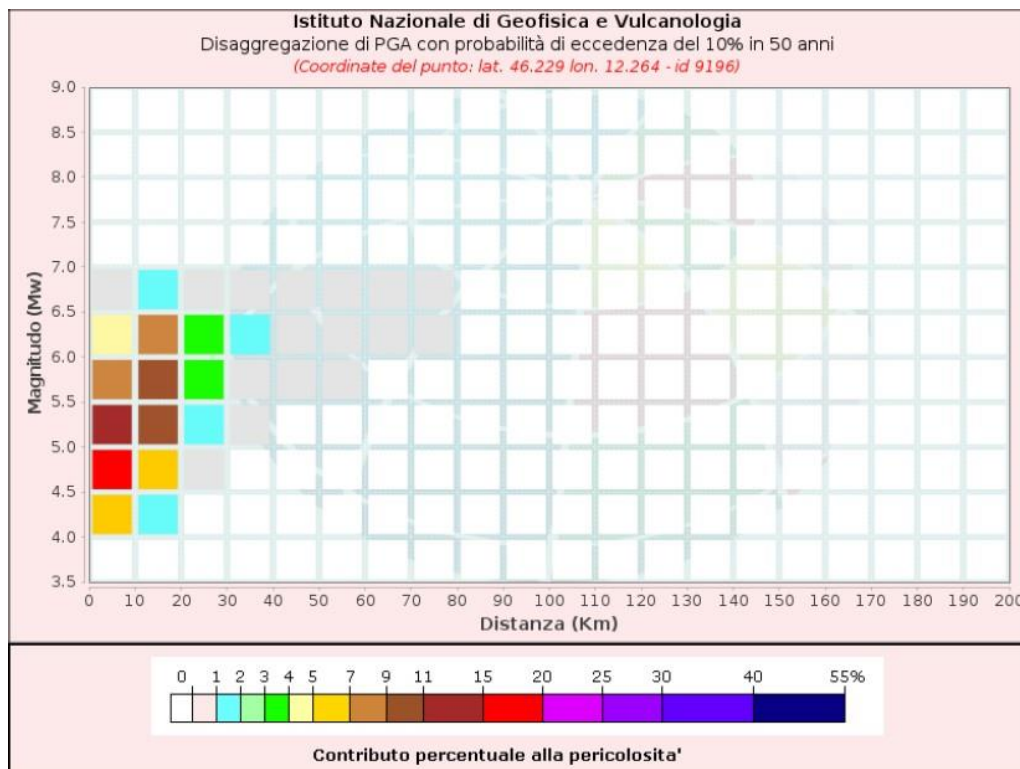 Istituto Nazionale di Geofisica e Vulcanologia
Disaggregazione di PGA con probabilità di eccedenza del 10% in 50 anni
(Coordinate del punto: lat. 46.229 lon. 12.264 - id 9196)
9.0
8.5
8.0
7.5
7.0
6.5
6.0
5.5
5.0
4.5
4.0
3.5
Magnitudo (Mw)
0 10 20 30 40 50 60 70 80 90 100 110 120 130 140 150 160 170 180 190 200
Distanza (Km)
0 1 2 3 4 5 7 9 11 15 20 25 30 40 55%
Contributo percentuale alla pericolosita'